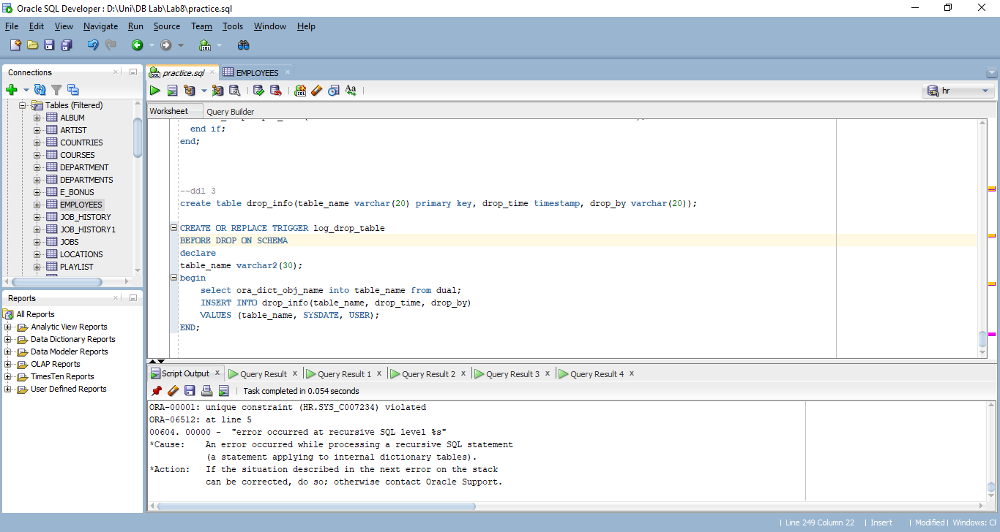 Oracle SQL Developer : D:\Uni\DB Lab\Lab8\practice.sql
File Edit View Navigate Run Source Team Tools Window Help
Connections
Tables (Filtered)
ALBUM
ARTIST
COUNTRIES
COURSES
DEPARTMENT
DEPARTMENTS
E_BONUS
EMPLOYEES
JOB_HISTORY
JOB_HISTORY1
JOBS
LOCATIONS
PLAYLIST
Reports
All Reports
Analytic View Reports
Data Dictionary Reports
Data Modeler Reports
OLAP Reports
TimesTen Reports
User Defined Reports
practice.sql EMPLOYEES
hr
Worksheet Query Builder
end if;
end;
--ddl 3
create table drop_info(table_name varchar(20) primary key, drop_time timestamp, drop_by varchar(20));
CREATE OR REPLACE TRIGGER log_drop_table
BEFORE DROP ON SCHEMA
declare
table_name varchar2(30);
begin
select ora_dict_obj_name into table_name from dual;
INSERT INTO drop_info(table_name, drop_time, drop_by)
VALUES (table_name, SYSDATE, USER);
END;
Script Output x Query Result x Query Result 1 x Query Result 2 x Query Result 3 x Query Result 4 x
Task completed in 0.054 seconds
ORA-00001: unique constraint (HR.SYS_C007234) violated
ORA-06512: at line 5
00604. 00000 - "error occurred at recursive SQL level %s"
*Cause: An error occurred while processing a recursive SQL statement
(a statement applying to internal dictionary tables).
*Action: If the situation described in the next error on the stack
can be corrected, do so; otherwise contact Oracle Support.
Line 249 Column 22 | Insert | Modified | Windows: